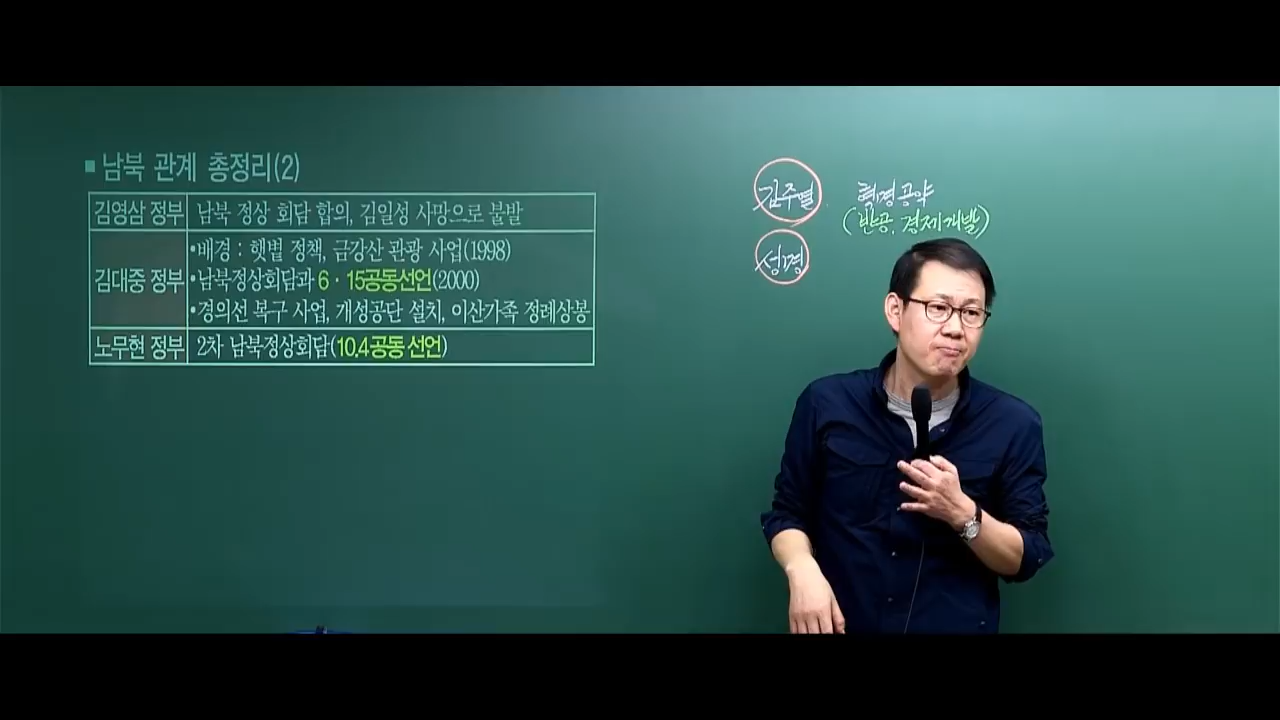 ▪남북 관계 총정리(2)
김영삼 정부 남북 정상 회담 합의, 김일성 사망으로 불발
김대중 정부
•배경 : 햇볕 정책, 금강산 관광 사업(1998)
•남북정상회담과 6·15공동선언(2000)
•경의선 복구 사업, 개성공단 설치, 이산가족 정례상봉
노무현 정부 2차 남북정상회담(10.4공동 선언)
김주열
혁명공약
(반공, 경제개발)